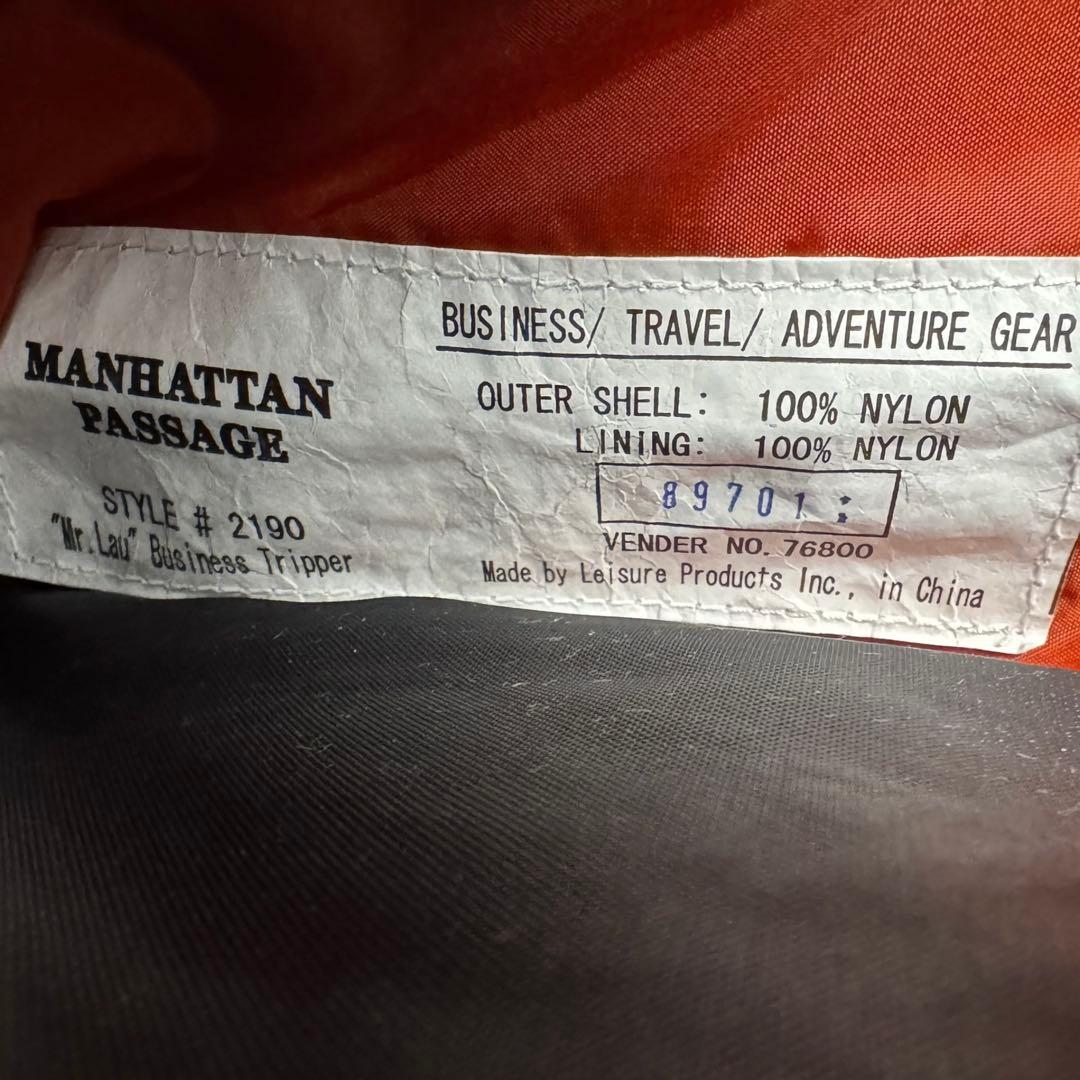 MANHATTAN
PASSAGE
STYLE # 2190
"Mr.Lau" Business Tripper
BUSINESS/ TRAVEL/ ADVENTURE GEAR
OUTER SHELL: 100% NYLON
LINING: 100% NYLON
89701:
VENDER NO. 76800
Made by Leisure Products Inc., in China